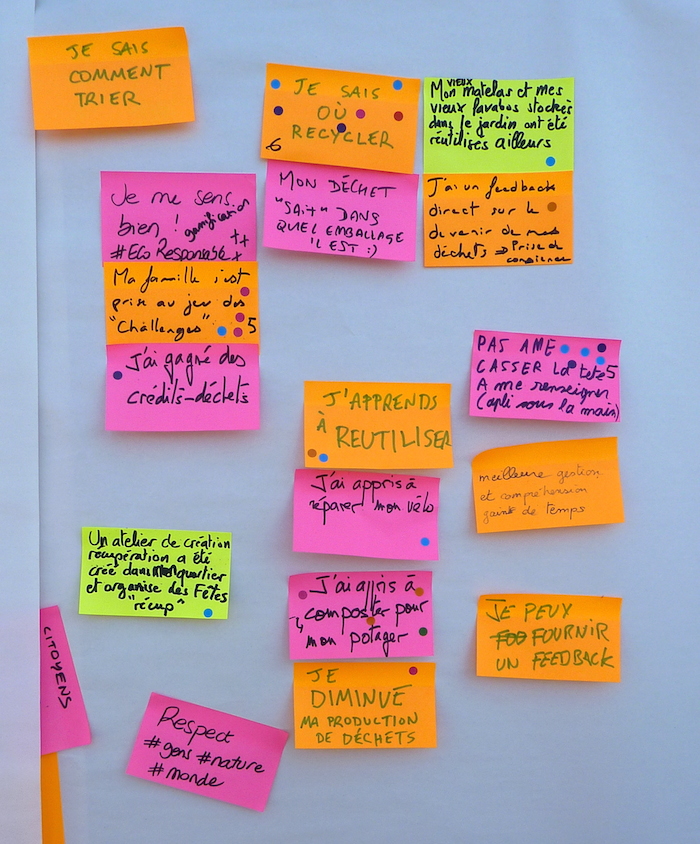 JE SAIS
COMMENT
TRIER
JE SAIS
OÙ
RECYCLER
6
Mon VIEUX matelas et mes
vieux lavabos stockés
dans le jardin ont été
réutilisés ailleurs
Je me sens
bien ! gamification
#Eco Responsable ++
+
MON DÉCHET
"SAIT" DANS
QUEL EMBALLAGE
IL EST :)
J'ai un feedback
direct sur le
devenir de mes
déchets → Prise de
conscience
Ma famille s'est
prise au jeu des
"Challenges" 5
J'ai gagné des
crédits-déchets
PAS A ME
CASSER La tete 5
A me renseigner
(apli sous la main)
J'APPRENDS
À REUTILISER
J'ai appris à
réparer mon vélo
meilleure gestion
et compréhension
gain de temps
Un atelier de création
récupération a été
créé dans mon quartier
et organise des Fêtes
"récup"
J'ai appris à
composter pour
mon potager
JE PEUX
FOU FOURNIR
UN FEEDBACK
JE
DIMINUE
MA PRODUCTION
DE DÉCHETS
CITOYENS
Respect
#gens #nature
#monde